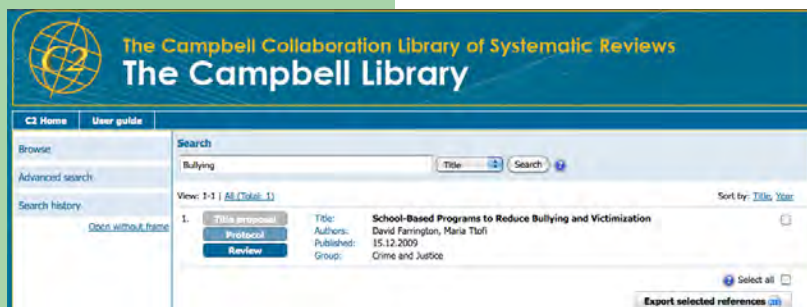 C2
The Campbell Collaboration Library of Systematic Reviews
The Campbell Library
C2 Home User guide
Browse
Advanced search
Search history
Open without frame
Search
Bullying Title Search ?
View: 1-1 | All (Total: 1) Sort by: Title, Year
1. Title proposal Title: School-Based Programs to Reduce Bullying and Victimization
Protocol Authors: David Farrington, Maria Ttofi
Review Published: 15.12.2009
Group: Crime and Justice
? Select all
Export selected references